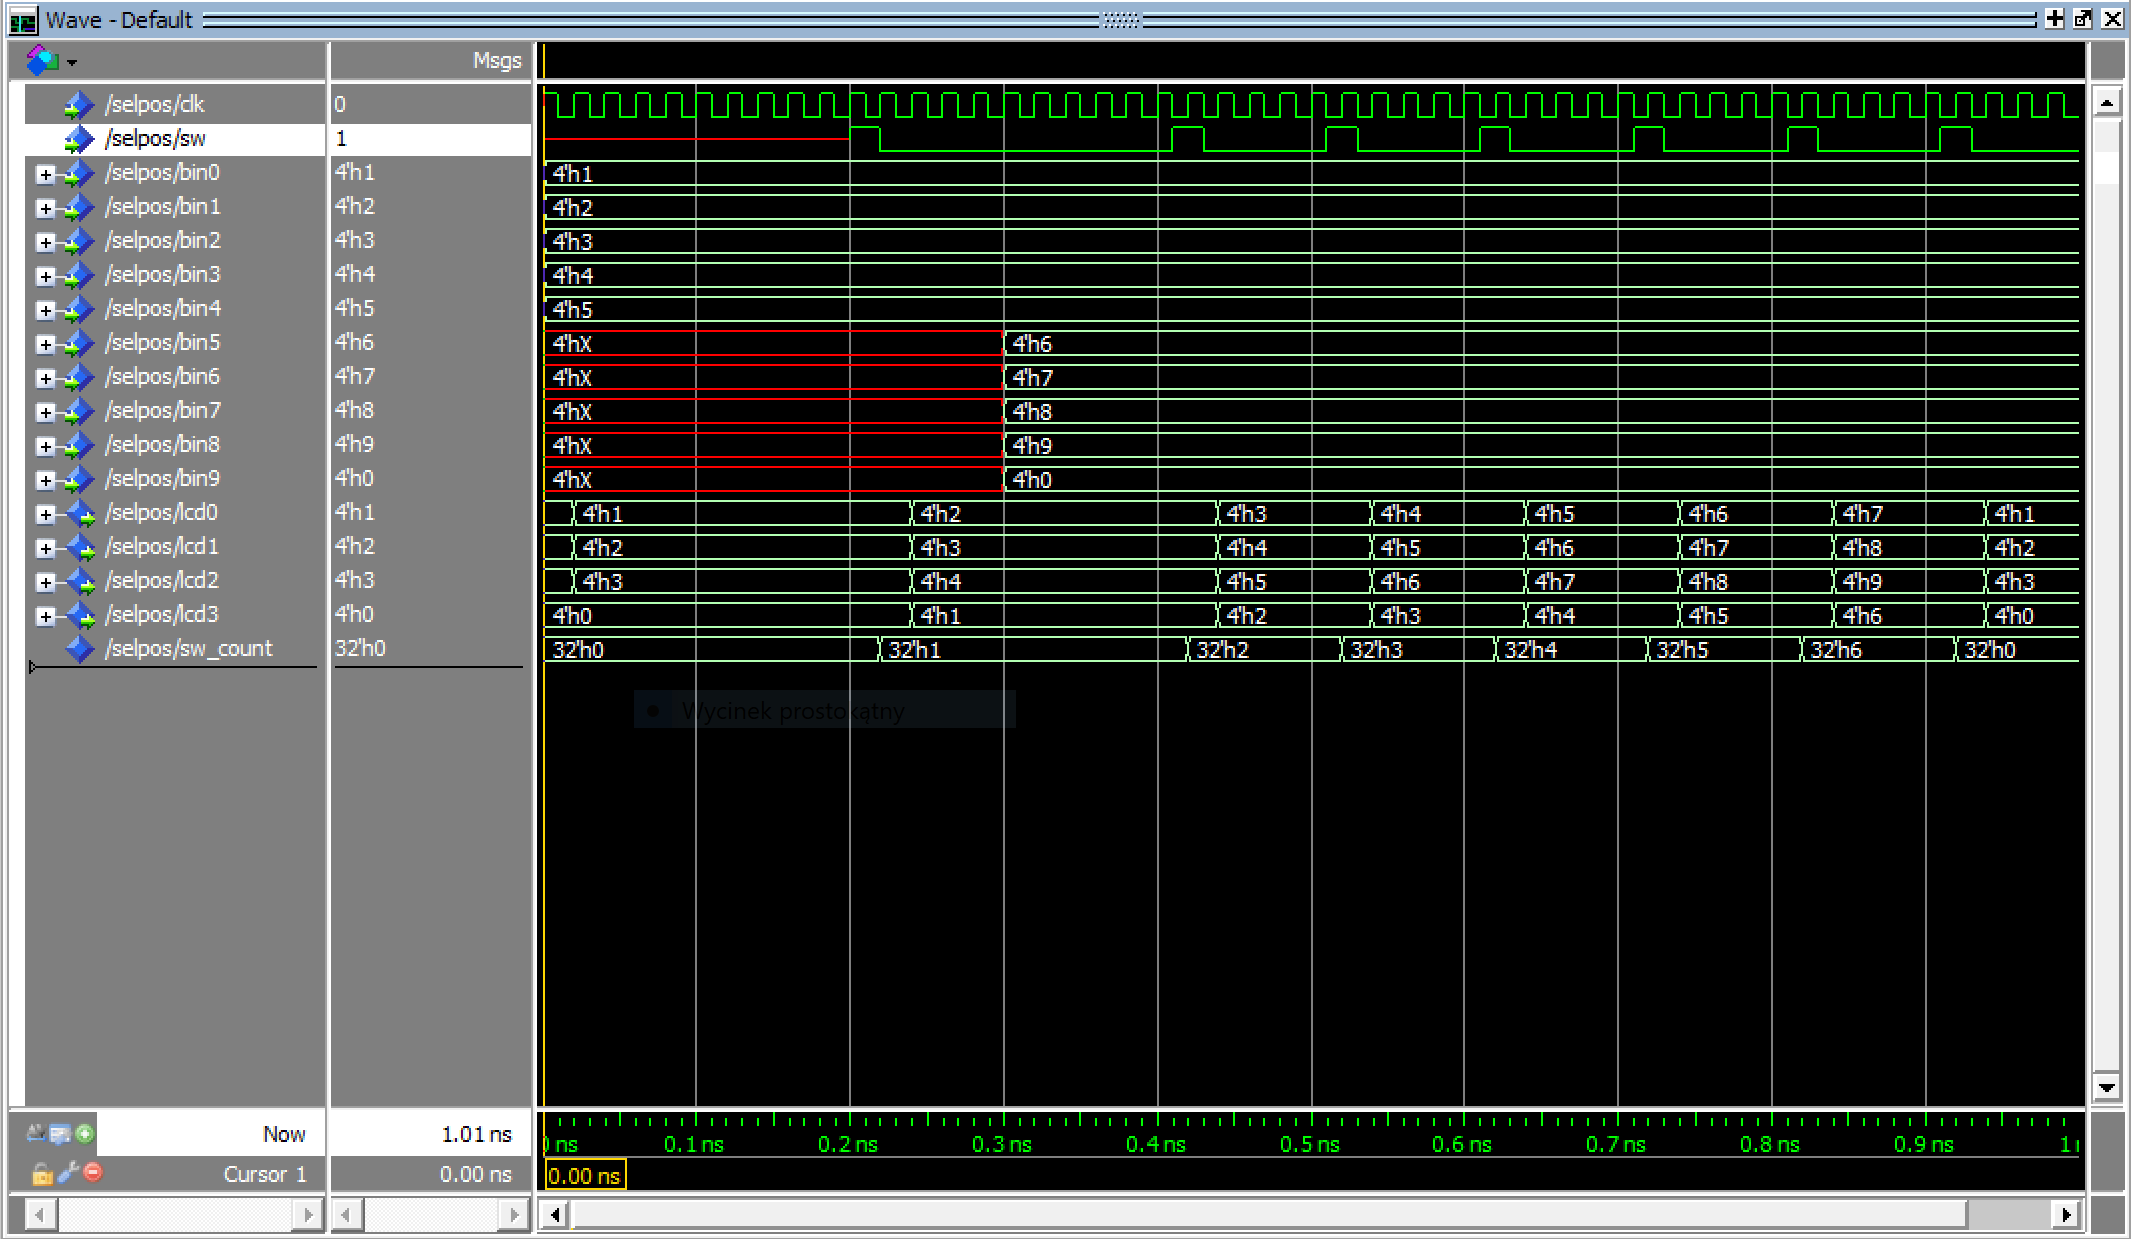 Wave - Default
Msgs
/selpos/clk 0
/selpos/sw 1
/selpos/bin0 4'h1 4'h1
/selpos/bin1 4'h2 4'h2
/selpos/bin2 4'h3 4'h3
/selpos/bin3 4'h4 4'h4
/selpos/bin4 4'h5 4'h5
/selpos/bin5 4'h6 4'hX 4'h6
/selpos/bin6 4'h7 4'hX 4'h7
/selpos/bin7 4'h8 4'hX 4'h8
/selpos/bin8 4'h9 4'hX 4'h9
/selpos/bin9 4'h0 4'hX 4'h0
/selpos/lcd0 4'h1 4'h1 4'h2 4'h3 4'h4 4'h5 4'h6 4'h7 4'h1
/selpos/lcd1 4'h2 4'h2 4'h3 4'h4 4'h5 4'h6 4'h7 4'h8 4'h2
/selpos/lcd2 4'h3 4'h3 4'h4 4'h5 4'h6 4'h7 4'h8 4'h9 4'h3
/selpos/lcd3 4'h0 4'h0 4'h1 4'h2 4'h3 4'h4 4'h5 4'h6 4'h0
/selpos/sw_count 32'h0 32'h0 32'h1 32'h2 32'h3 32'h4 32'h5 32'h6 32'h0
Wycinek prostokątny
Now 1.01 ns ns 0.1 ns 0.2 ns 0.3 ns 0.4 ns 0.5 ns 0.6 ns 0.7 ns 0.8 ns 0.9 ns 1
Cursor 1 0.00 ns 0.00 ns